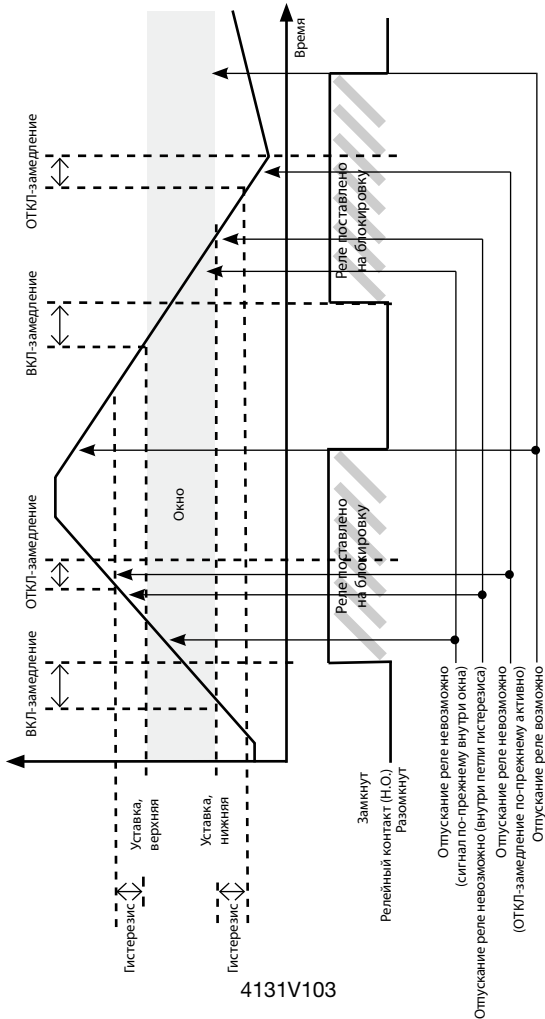 ВКЛ-замедление
ОТКЛ-замедление
ВКЛ-замедление
ОТКЛ-замедление
Гистерезис
Уставка,
верхняя
Окно
Гистерезис
Уставка,
нижняя
Время
Замкнут
Релейный контакт (Н.О.)
Разомкнут
Реле поставлено
на блокировку
Реле поставлено
на блокировку
Отпускание реле невозможно
(сигнал по-прежнему внутри окна)
Отпускание реле невозможно (внутри петли гистерезиса)
Отпускание реле невозможно
(ОТКЛ-замедление по-прежнему активно)
Отпускание реле возможно
4131V103